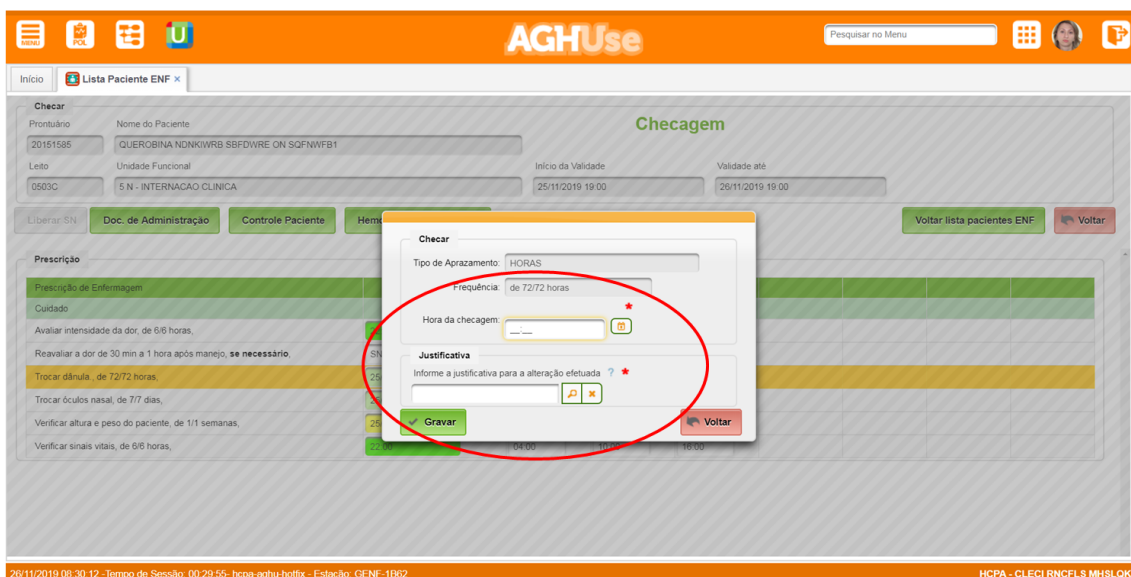 MENU POL U AGHUse Pesquisar no Menu
Início Lista Paciente ENF ×
Checar
Checagem
Prontuário Nome do Paciente
20151585 QUEROBINA NDNKIWRB SBFDWRE ON SQFNWFB1
Leito Unidade Funcional Início da Validade Validade até
0503C 5 N - INTERNACAO CLINICA 25/11/2019 19:00 26/11/2019 19:00
Liberar SN Doc. de Administração Controle Paciente Voltar lista pacientes ENF Voltar
Checar
Tipo de Aprazamento: HORAS
Frequência: de 72/72 horas
*
Hora da checagem: __:__
Justificativa
Informe a justificativa para a alteração efetuada ? *
Gravar Voltar
Prescrição
Prescrição de Enfermagem
Cuidado
Avaliar intensidade da dor, de 6/6 horas,
Reavaliar a dor de 30 min a 1 hora após manejo, se necessário, SN
Trocar dânula., de 72/72 horas,
Trocar óculos nasal, de 7/7 dias,
Verificar altura e peso do paciente, de 1/1 semanas,
Verificar sinais vitais, de 6/6 horas, 22:00 04:00 10:00 16:00
26/11/2019 08:30:12 -Tempo de Sessão: 00:29:55- hcpa-aghu-hotfix - Estação: GENF-1B62 HCPA - CLECI RNCFLS MHSLQK